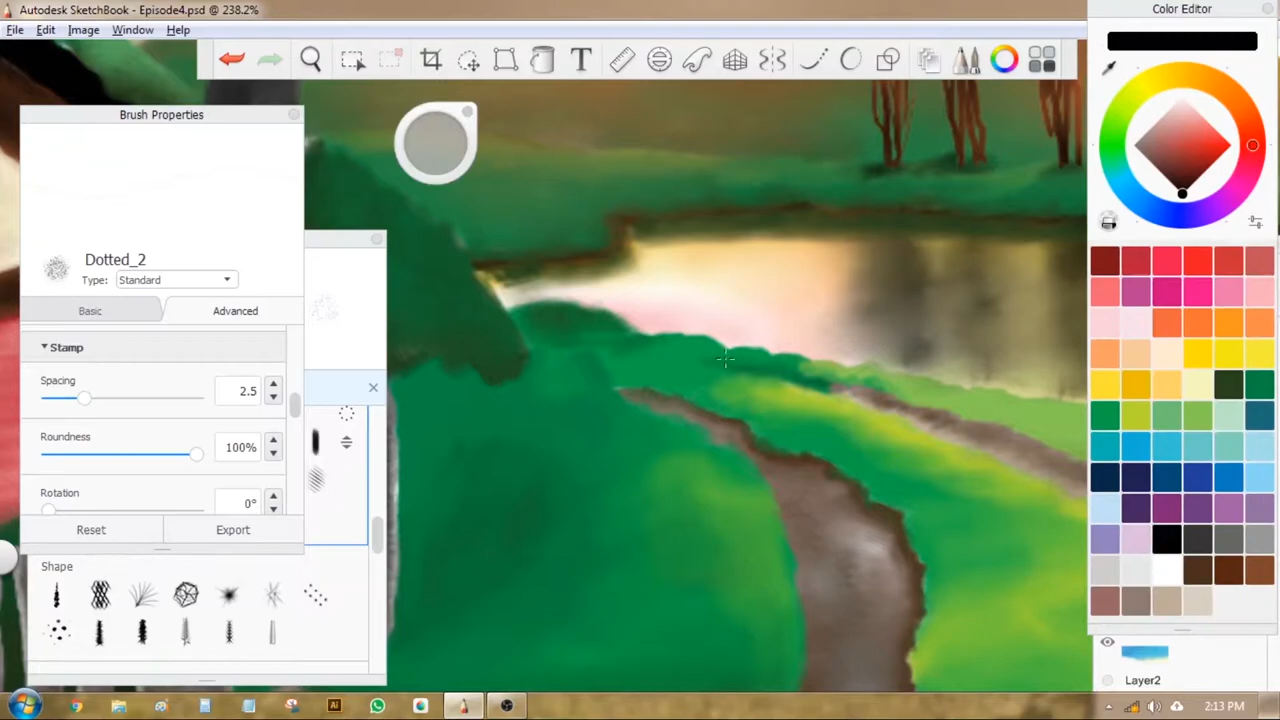 Autodesk SketchBook - Episode4.psd @ 238.2%
File Edit Image Window Help
T
Color Editor
Brush Properties
Dotted_2
Type: Standard
Basic Advanced
Stamp
Spacing
2.5
Roundness
100%
Rotation
0°
Reset Export
Shape
Layer2
Ai
2:13 PM